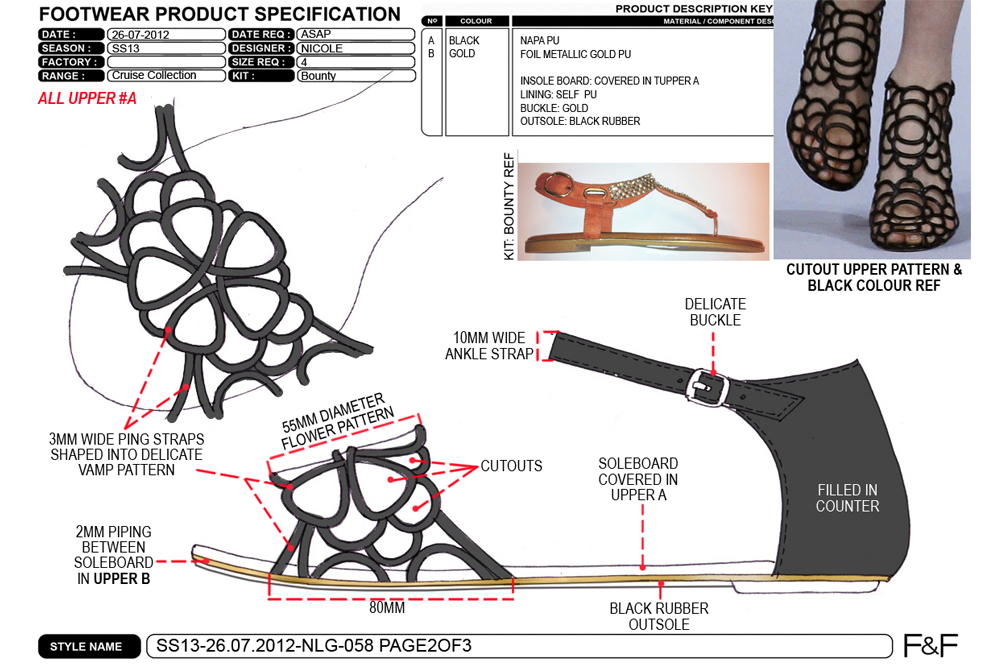 FOOTWEAR PRODUCT SPECIFICATION
DATE : 26-07-2012 DATE REQ : ASAP
SEASON : SS13 DESIGNER : NICOLE
FACTORY : SIZE REQ : 4
RANGE : Cruise Collection KIT : Bounty
ALL UPPER #A
PRODUCT DESCRIPTION KEY
Nº COLOUR MATERIAL / COMPONENT DES
A BLACK NAPA PU
B GOLD FOIL METALLIC GOLD PU
INSOLE BOARD: COVERED IN TUPPER A
LINING: SELF PU
BUCKLE: GOLD
OUTSOLE: BLACK RUBBER
KIT: BOUNTY REF
CUTOUT UPPER PATTERN &
BLACK COLOUR REF
DELICATE
BUCKLE
10MM WIDE
ANKLE STRAP
3MM WIDE PING STRAPS
SHAPED INTO DELICATE
VAMP PATTERN
55MM DIAMETER
FLOWER PATTERN
CUTOUTS
SOLEBOARD
COVERED IN
UPPER A
FILLED IN
COUNTER
2MM PIPING
BETWEEN
SOLEBOARD
IN UPPER B
80MM
BLACK RUBBER
OUTSOLE
STYLE NAME SS13-26.07.2012-NLG-058 PAGE2OF3
F&F